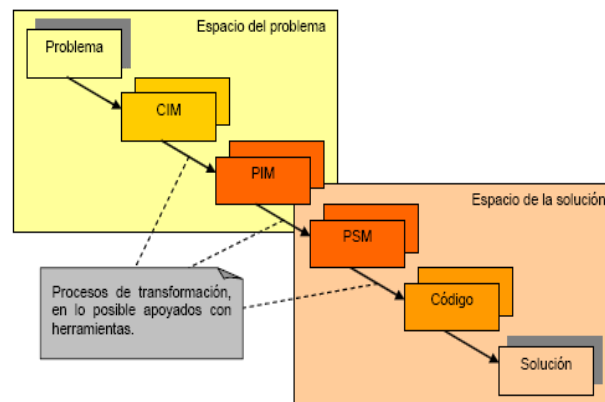 Espacio del problema
Problema
CIM
PIM
Espacio de la solución
PSM
Procesos de transformación,
en lo posible apoyados con
herramientas.
Código
Solución